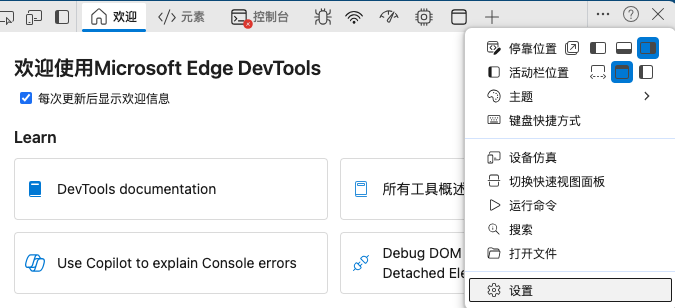 欢迎
元素
控制台
欢迎使用Microsoft Edge DevTools
每次更新后显示欢迎信息
Learn
DevTools documentation
所有工具概述
Use Copilot to explain Console errors
Debug DOM
Detached Ele
停靠位置
活动栏位置
主题
键盘快捷方式
设备仿真
切换快速视图面板
运行命令
搜索
打开文件
设置